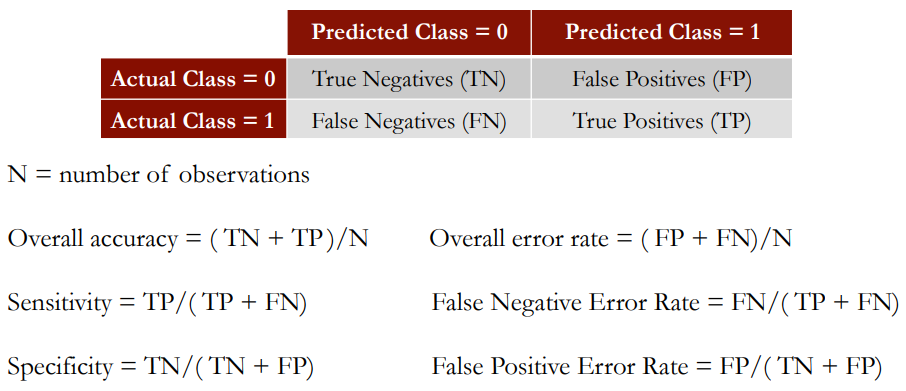 Predicted Class = 0 Predicted Class = 1
Actual Class = 0 True Negatives (TN) False Positives (FP)
Actual Class = 1 False Negatives (FN) True Positives (TP)
N = number of observations
Overall accuracy = ( TN + TP)/N Overall error rate = ( FP + FN)/N
Sensitivity = TP/( TP + FN) False Negative Error Rate = FN/( TP + FN)
Specificity = TN/( TN + FP) False Positive Error Rate = FP/( TN + FP)